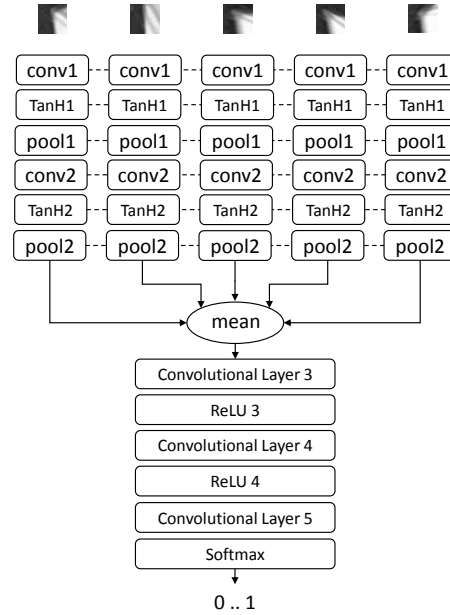 conv1 conv1 conv1 conv1 conv1
TanH1 TanH1 TanH1 TanH1 TanH1
pool1 pool1 pool1 pool1 pool1
conv2 conv2 conv2 conv2 conv2
TanH2 TanH2 TanH2 TanH2 TanH2
pool2 pool2 pool2 pool2 pool2
mean
Convolutional Layer 3
ReLU 3
Convolutional Layer 4
ReLU 4
Convolutional Layer 5
Softmax
0 .. 1